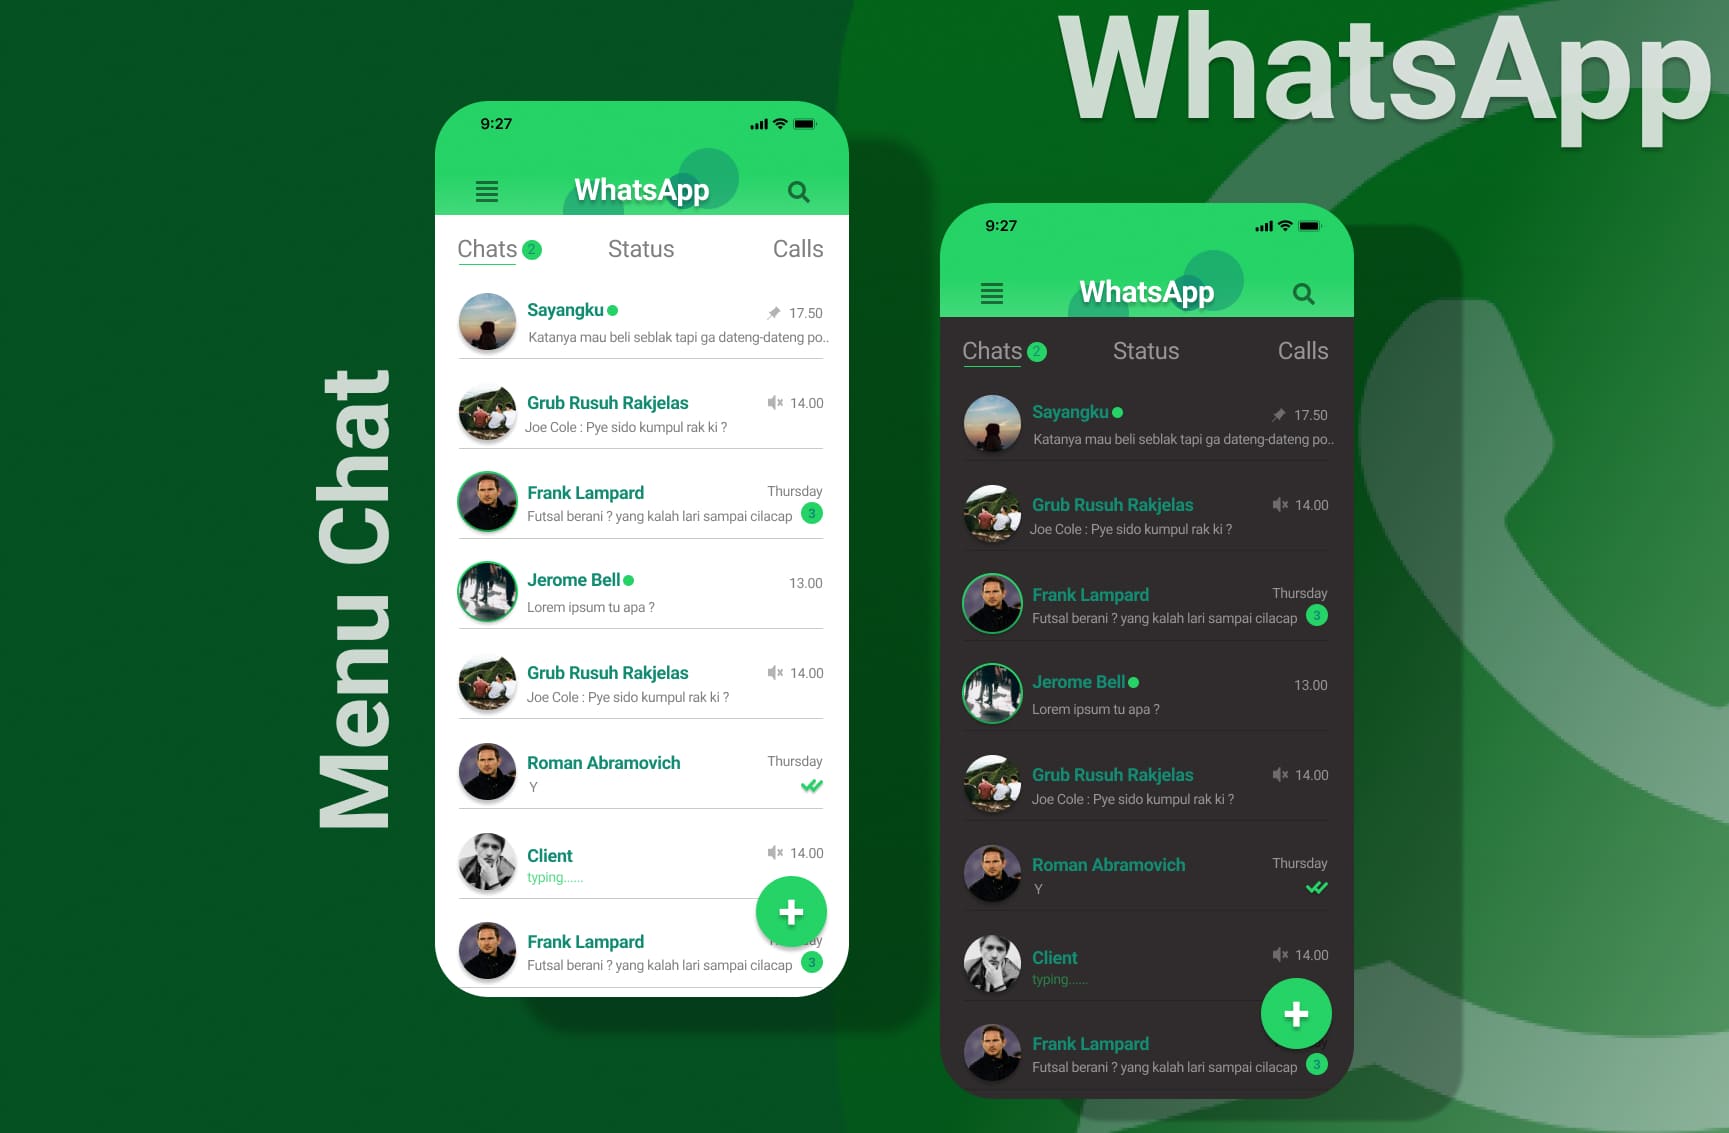 WhatsApp
Menu Chat
9:27
WhatsApp
Chats 2 Status Calls
Sayangku 17.50
Katanya mau beli seblak tapi ga dateng-dateng po..
Grub Rusuh Rakjelas 14.00
Joe Cole : Pye sido kumpul rak ki ?
Frank Lampard Thursday
Futsal berani ? yang kalah lari sampai cilacap 3
Jerome Bell 13.00
Lorem ipsum tu apa ?
Grub Rusuh Rakjelas 14.00
Joe Cole : Pye sido kumpul rak ki ?
Roman Abramovich Thursday
Y
Client 14.00
typing......
Frank Lampard
Futsal berani ? yang kalah lari sampai cilacap 3
9:27
WhatsApp
Chats 2 Status Calls
Sayangku 17.50
Katanya mau beli seblak tapi ga dateng-dateng po..
Grub Rusuh Rakjelas 14.00
Joe Cole : Pye sido kumpul rak ki ?
Frank Lampard Thursday
Futsal berani ? yang kalah lari sampai cilacap 3
Jerome Bell 13.00
Lorem ipsum tu apa ?
Grub Rusuh Rakjelas 14.00
Joe Cole : Pye sido kumpul rak ki ?
Roman Abramovich Thursday
Y
Client 14.00
typing......
Frank Lampard
Futsal berani ? yang kalah lari sampai cilacap 3